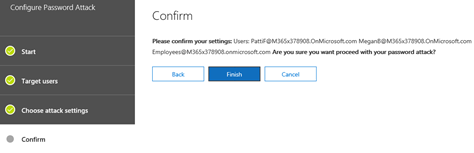 Configure Password Attack
Start
Target users
Choose attack settings
Confirm
Confirm
Please confirm your settings: Users: PattiF@M365x378908.OnMicrosoft.com MeganB@M365x378908.OnMicrosoft.com
Employees@M365x378908.onmicrosoft.com Are you sure you want proceed with your password attack?
Back
Finish
Cancel